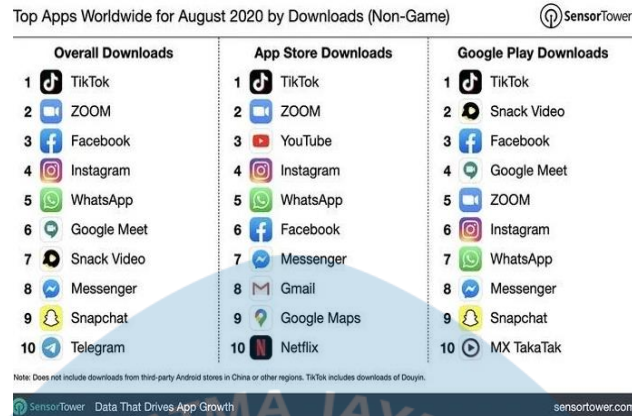 Top Apps Worldwide for August 2020 by Downloads (Non-Game)
SensorTower
Overall Downloads
1 TikTok
2 ZOOM
3 Facebook
4 Instagram
5 WhatsApp
6 Google Meet
7 Snack Video
8 Messenger
9 Snapchat
10 Telegram
App Store Downloads
1 TikTok
2 ZOOM
3 YouTube
4 Instagram
5 WhatsApp
6 Facebook
7 Messenger
8 Gmail
9 Google Maps
10 Netflix
Google Play Downloads
1 TikTok
2 Snack Video
3 Facebook
4 Google Meet
5 ZOOM
6 Instagram
7 WhatsApp
8 Messenger
9 Snapchat
10 MX TakaTak
Note: Does not include downloads from third-party Android stores in China or other regions. TikTok includes downloads of Douyin.
SensorTower Data That Drives App Growth
sensortower.com